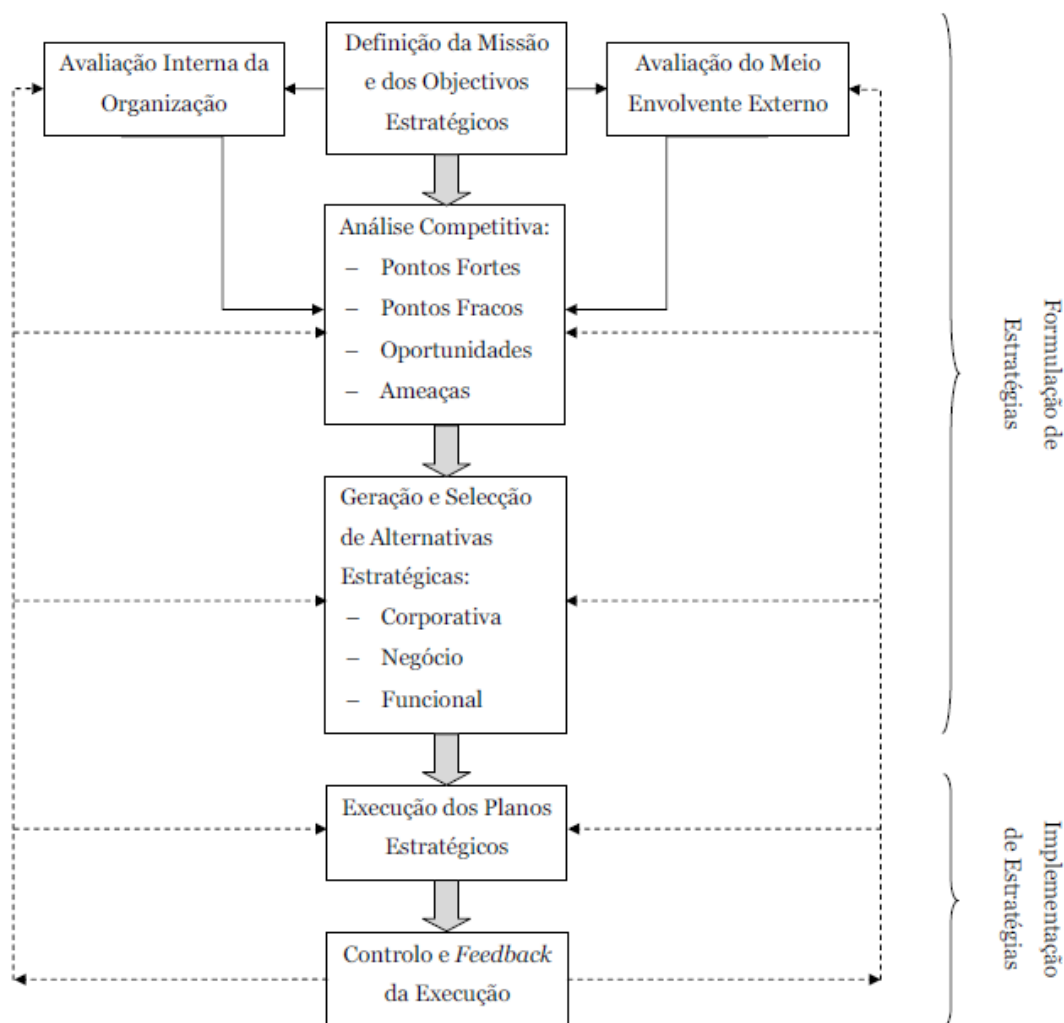 Avaliação Interna da
Organização
Definição da Missão
e dos Objectivos
Estratégicos
Avaliação do Meio
Envolvente Externo
Análise Competitiva:
– Pontos Fortes
– Pontos Fracos
– Oportunidades
– Ameaças
Geração e Selecção
de Alternativas
Estratégicas:
– Corporativa
– Negócio
– Funcional
Formulação de
Estratégias
Execução dos Planos
Estratégicos
Controlo e Feedback
da Execução
Implementação
de Estratégias